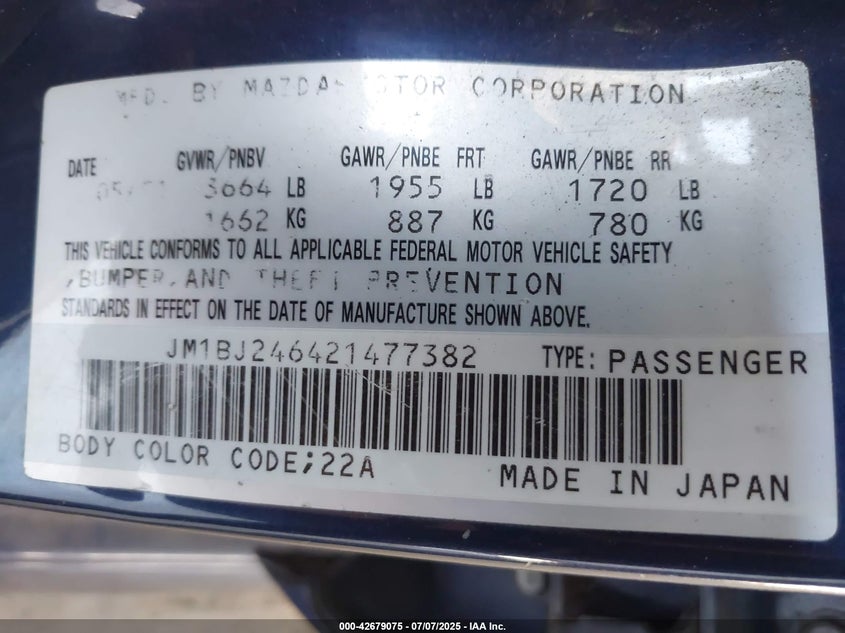 MFD. BY MAZDA MOTOR CORPORATION
DATE GVWR/PNBV GAWR/PNBE FRT GAWR/PNBE RR
3664 LB 1955 LB 1720 LB
1662 KG 887 KG 780 KG
THIS VEHICLE CONFORMS TO ALL APPLICABLE FEDERAL MOTOR VEHICLE SAFETY
,BUMPER,AND THEFT PREVENTION
STANDARDS IN EFFECT ON THE DATE OF MANUFACTURE SHOWN ABOVE.
JM1BJ246421477382 TYPE: PASSENGER
BODY COLOR CODE;22A MADE IN JAPAN
000-42679075 - 07/07/2025 - IAA Inc.